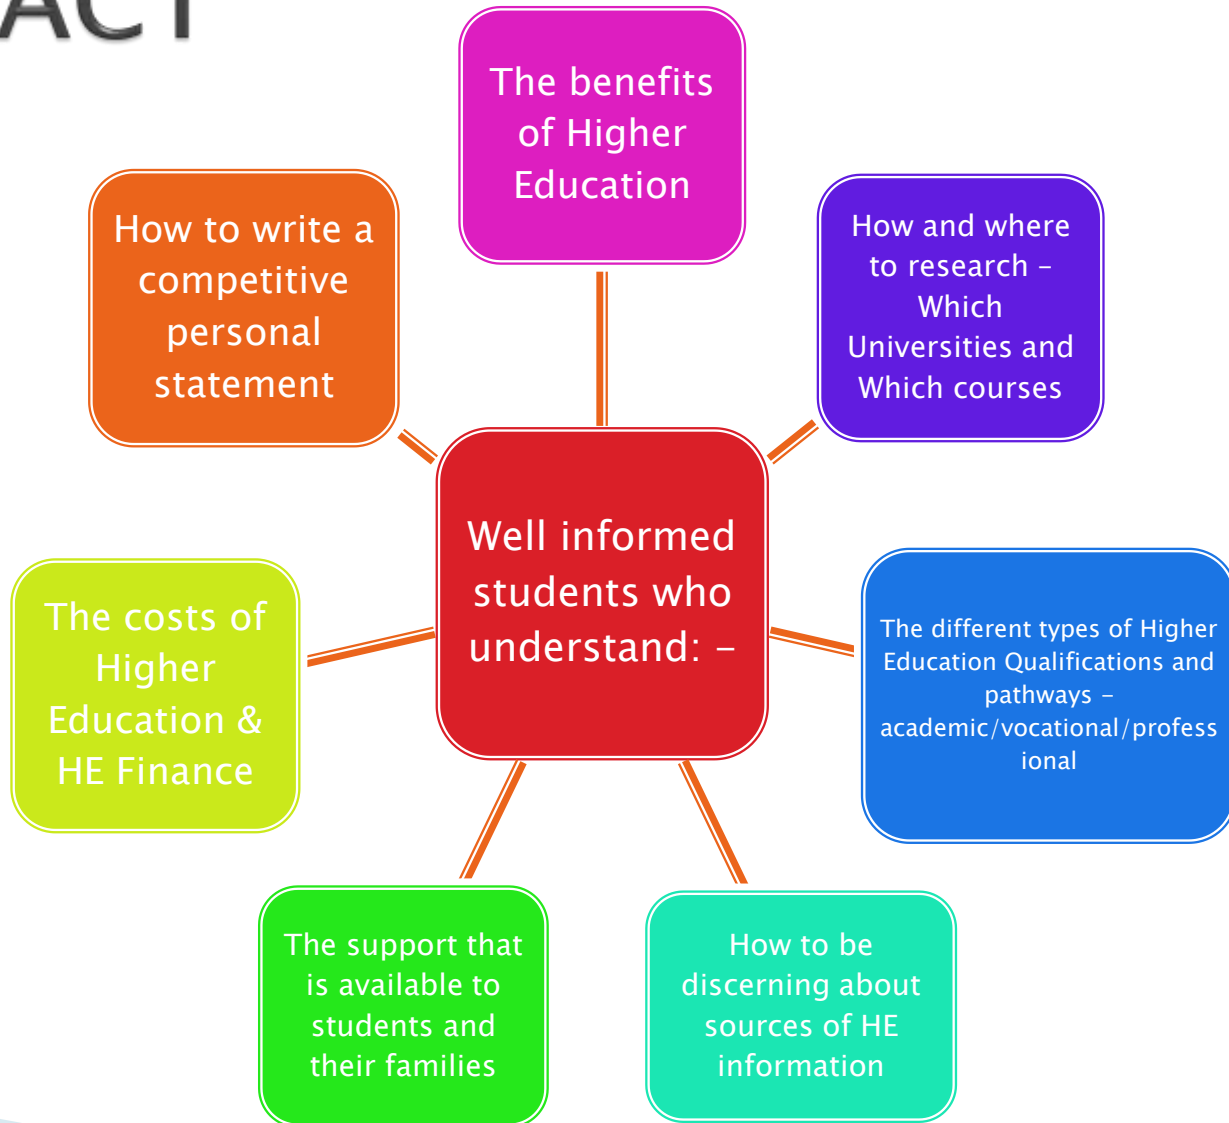 ACT
The benefits
of Higher
Education
How and where
to research –
Which
Universities and
Which courses
The different types of Higher
Education Qualifications and
pathways –
academic/vocational/profess
ional
How to be
discerning about
sources of HE
information
The support that
is available to
students and
their families
The costs of
Higher
Education &
HE Finance
How to write a
competitive
personal
statement
Well informed
students who
understand: –